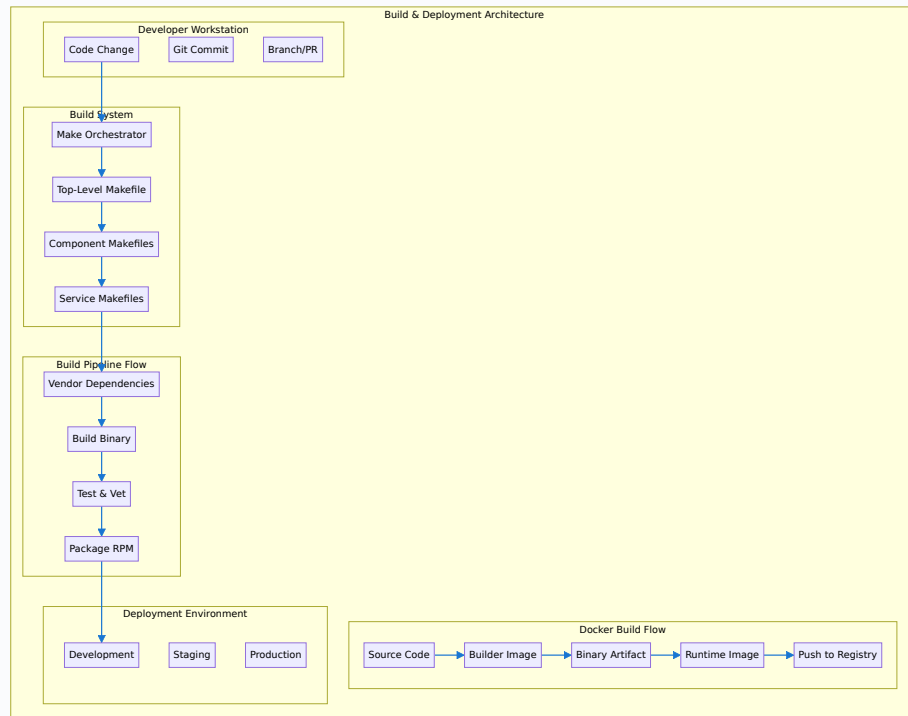 Build & Deployment Architecture
Developer Workstation
Code Change
Git Commit
Branch/PR
Build System
Make Orchestrator
Top-Level Makefile
Component Makefiles
Service Makefiles
Build Pipeline Flow
Vendor Dependencies
Build Binary
Test & Vet
Package RPM
Deployment Environment
Development
Staging
Production
Docker Build Flow
Source Code
Builder Image
Binary Artifact
Runtime Image
Push to Registry